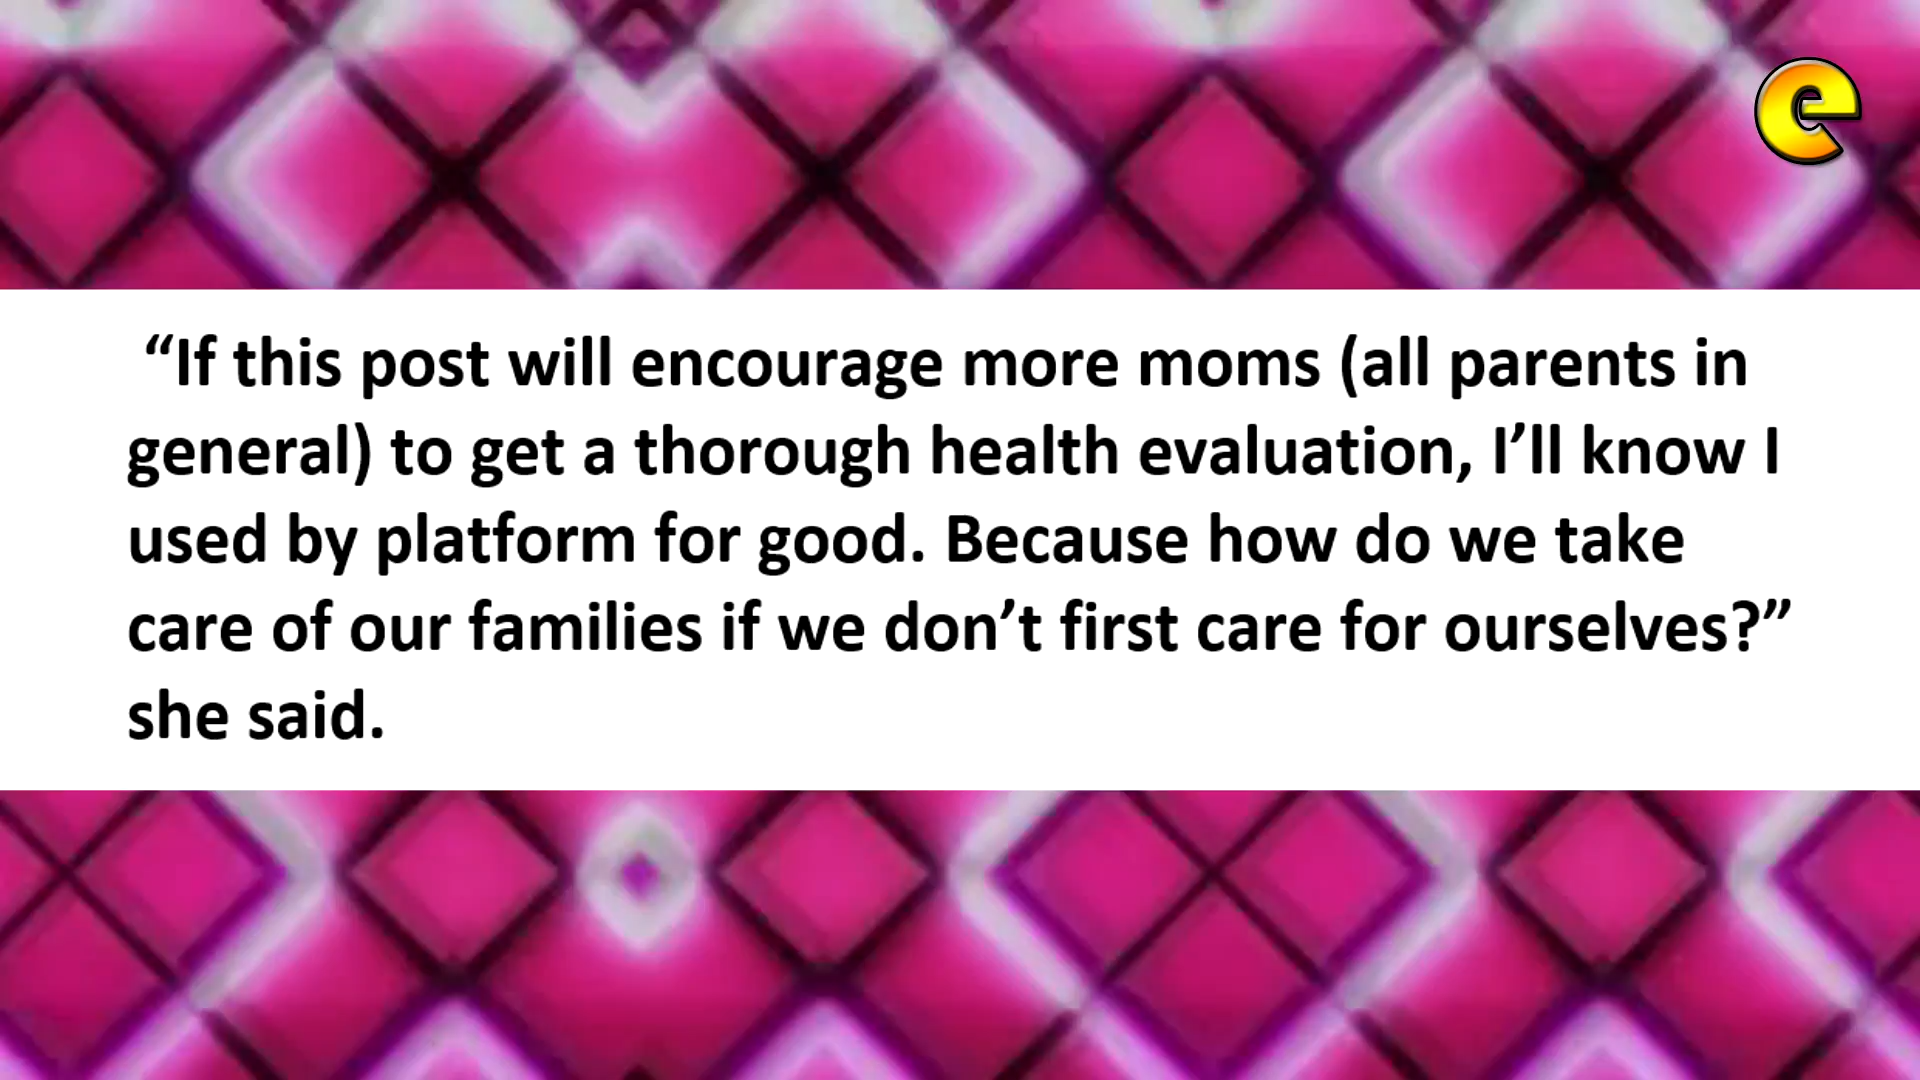 “If this post will encourage more moms (all parents in
general) to get a thorough health evaluation, I’ll know I
used by platform for good. Because how do we take
care of our families if we don’t first care for ourselves?”
she said.
e